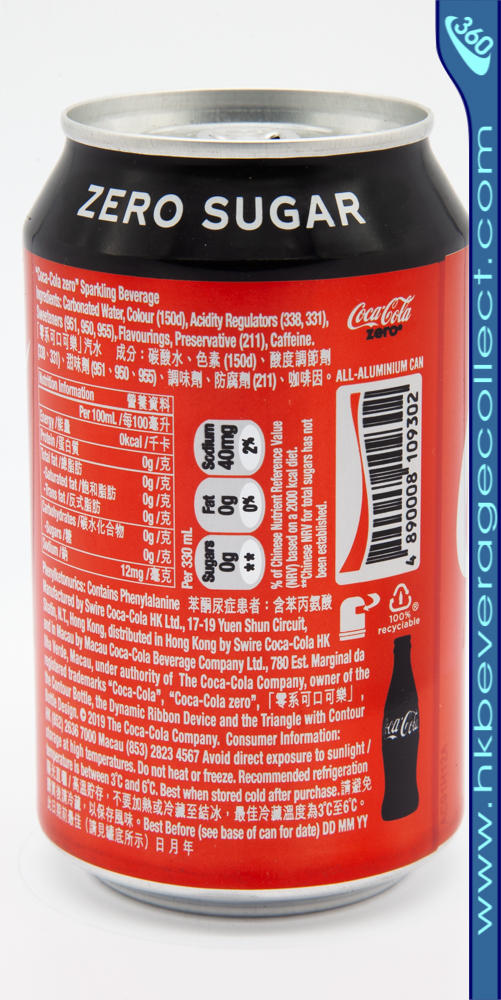 360
www.hkbeveragecollect.com
ZERO SUGAR
"Coca-Cola zero" Sparkling Beverage
Ingredients: Carbonated Water, Colour (150d), Acidity Regulators (338, 331),
Sweeteners (951, 950, 955), Flavourings, Preservative (211), Caffeine.
「零系可口可樂」汽水 成分：碳酸水、色素 (150d)、酸度調節劑
(338、331)、甜味劑 (951、950、955)、調味劑、防腐劑 (211)、咖啡因。
Coca-Cola
zero
ALL-ALUMINIUM CAN
Nutrition Information 營養資料
Per 100mL /每100毫升
Energy /能量 0kcal /千卡
Protein /蛋白質 0g /克
Total fat /總脂肪 0g /克
-Saturated fat /飽和脂肪 0g /克
-Trans fat /反式脂肪 0g /克
Carbohydrates /碳水化合物 0g /克
-Sugars /糖 0g /克
Sodium /鈉 12mg /毫克
Per 330 mL
Sugars 0g **
Fat 0g 0%
Sodium 40mg 2%
% of Chinese Nutrient Reference Value
(NRV) based on a 2000 kcal diet.
**Chinese NRV for total sugars has not
been established.
4 890008 109302
Phenylketonurics: Contains Phenylalanine 苯酮尿症患者：含苯丙氨酸
Manufactured by Swire Coca-Cola HK Ltd., 17-19 Yuen Shun Circuit,
Shatin, N.T., Hong Kong, distributed in Hong Kong by Swire Coca-Cola HK
and in Macau by Macau Coca-Cola Beverage Company Ltd., 780 Est. Marginal da
Ilha Verde, Macau, under authority of The Coca-Cola Company, owner of the
registered trademarks "Coca-Cola", "Coca-Cola zero", 「零系可口可樂」,
the Contour Bottle, the Dynamic Ribbon Device and the Triangle with Contour
Bottle Design. © 2019 The Coca-Cola Company. Consumer Information:
HK (852) 2636 7000 Macau (853) 2823 4567 Avoid direct exposure to sunlight /
storage at high temperatures. Do not heat or freeze. Recommended refrigeration
temperature is between 3°C and 6°C. Best when stored cold after purchase. 請避免
陽光直曬/高溫貯存，不要加熱或冷藏至結冰，最佳冷藏溫度為3℃至6℃。
購買後請冷藏，以保存風味。Best Before (see base of can for date) DD MM YY
此日期前最佳（請見罐底所示）日 月 年
100%
recyclable
Coca-Cola